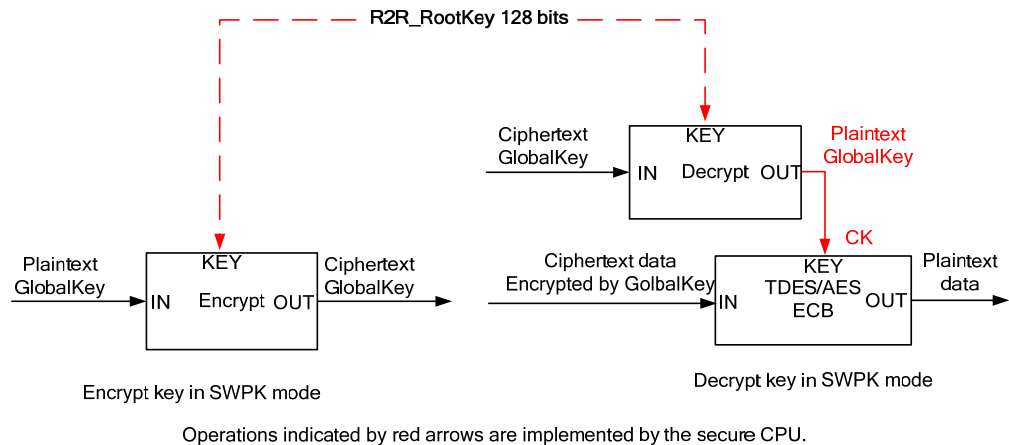 R2R_RootKey 128 bits
Plaintext
GlobalKey
KEY
IN
Encrypt
OUT
Ciphertext
GlobalKey
Encrypt key in SWPK mode
Ciphertext
GlobalKey
KEY
IN
Decrypt
OUT
Plaintext
GlobalKey
CK
Ciphertext data
Encrypted by GolbalKey
KEY
IN
TDES/AES
ECB
OUT
Plaintext
data
Decrypt key in SWPK mode
Operations indicated by red arrows are implemented by the secure CPU.